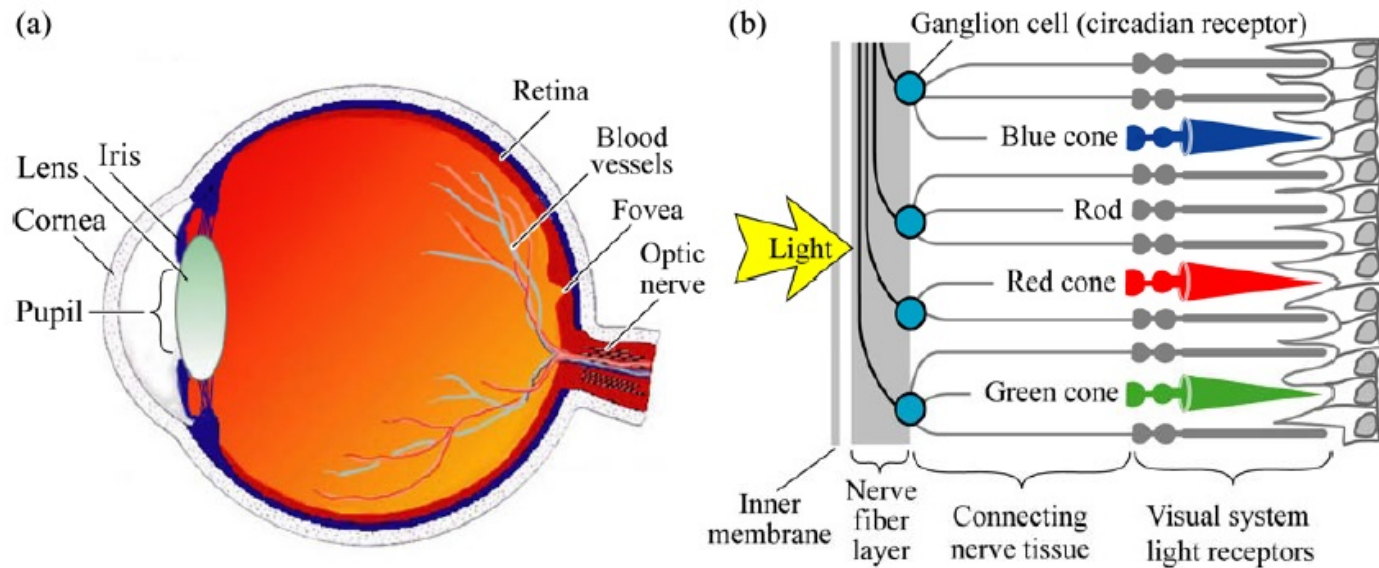 (a)
Retina
Blood
vessels
Iris
Lens
Cornea
Fovea
Optic
nerve
Pupil
(b)
Ganglion cell (circadian receptor)
Blue cone
Rod
Light
Red cone
Green cone
Inner
membrane
Nerve
fiber
layer
Connecting
nerve tissue
Visual system
light receptors